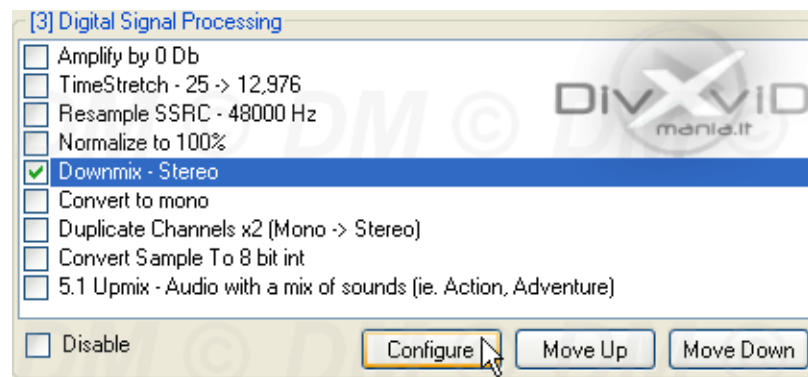 [3] Digital Signal Processing
Amplify by 0 Db
TimeStretch - 25 -> 12,976
Resample SSRC - 48000 Hz
Normalize to 100%
Downmix - Stereo
Convert to mono
Duplicate Channels x2 (Mono -> Stereo)
Convert Sample To 8 bit int
5.1 Upmix - Audio with a mix of sounds (ie. Action, Adventure)
DivXviD
mania.it
Disable
Configure
Move Up
Move Down
DM © DM ©